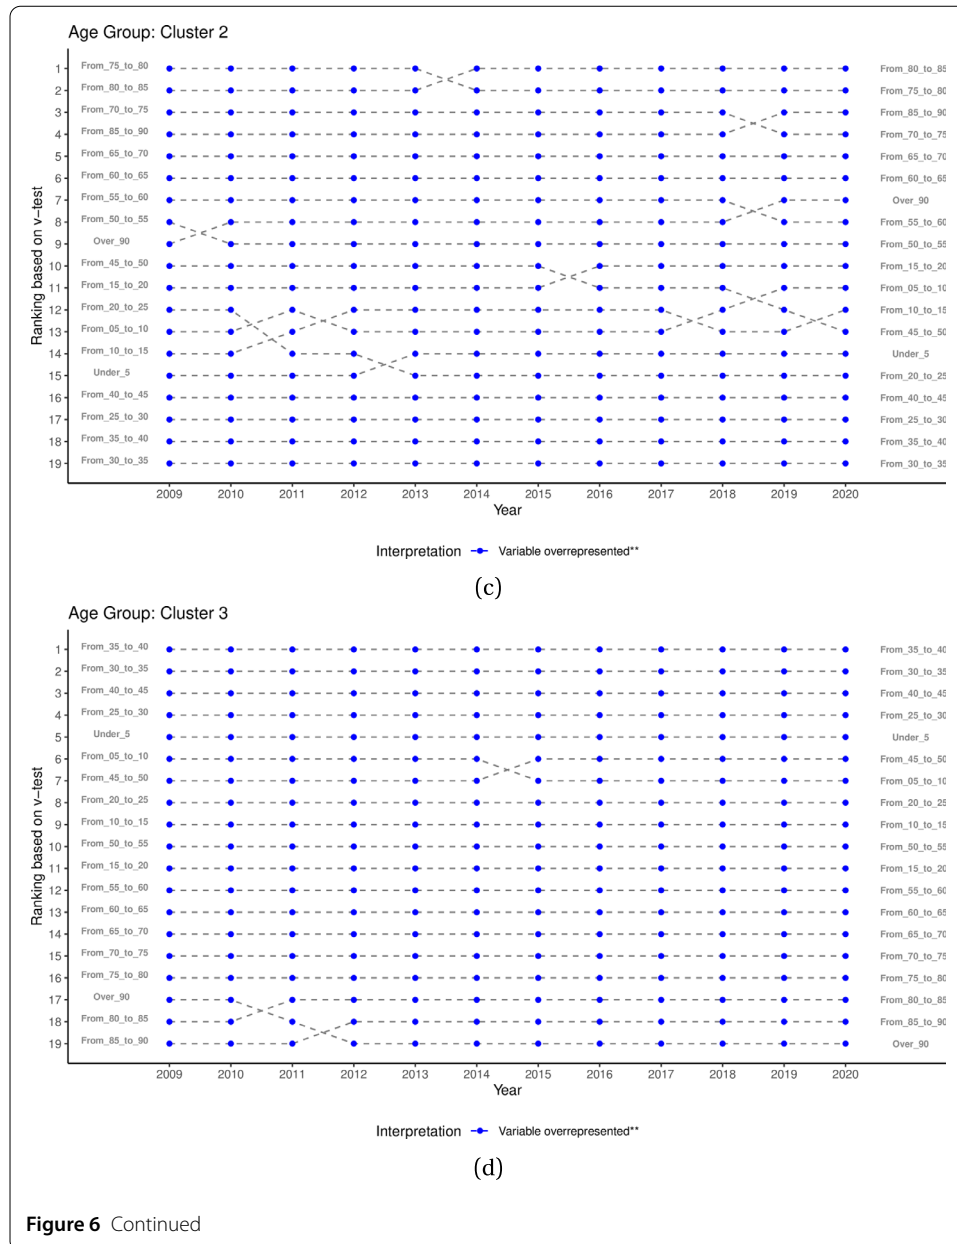 Age Group: Cluster 2
Ranking based on v−test
1 From_75_to_80 From_80_to_85
2 From_80_to_85 From_75_to_80
3 From_70_to_75 From_85_to_90
4 From_85_to_90 From_70_to_75
5 From_65_to_70 From_65_to_70
6 From_60_to_65 From_60_to_65
7 From_55_to_60 Over_90
8 From_50_to_55 From_55_to_60
9 Over_90 From_50_to_55
10 From_45_to_50 From_15_to_20
11 From_15_to_20 From_05_to_10
12 From_20_to_25 From_10_to_15
13 From_05_to_10 From_45_to_50
14 From_10_to_15 Under_5
15 Under_5 From_20_to_25
16 From_40_to_45 From_40_to_45
17 From_25_to_30 From_25_to_30
18 From_35_to_40 From_35_to_40
19 From_30_to_35 From_30_to_35
2009 2010 2011 2012 2013 2014 2015 2016 2017 2018 2019 2020
Year
Interpretation Variable overrepresented**
(c)
Age Group: Cluster 3
Ranking based on v−test
1 From_35_to_40 From_35_to_40
2 From_30_to_35 From_30_to_35
3 From_40_to_45 From_40_to_45
4 From_25_to_30 From_25_to_30
5 Under_5 Under_5
6 From_05_to_10 From_45_to_50
7 From_45_to_50 From_05_to_10
8 From_20_to_25 From_20_to_25
9 From_10_to_15 From_10_to_15
10 From_50_to_55 From_50_to_55
11 From_15_to_20 From_15_to_20
12 From_55_to_60 From_55_to_60
13 From_60_to_65 From_60_to_65
14 From_65_to_70 From_65_to_70
15 From_70_to_75 From_70_to_75
16 From_75_to_80 From_75_to_80
17 Over_90 From_80_to_85
18 From_80_to_85 From_85_to_90
19 From_85_to_90 Over_90
2009 2010 2011 2012 2013 2014 2015 2016 2017 2018 2019 2020
Year
Interpretation Variable overrepresented**
(d)
Figure 6 Continued